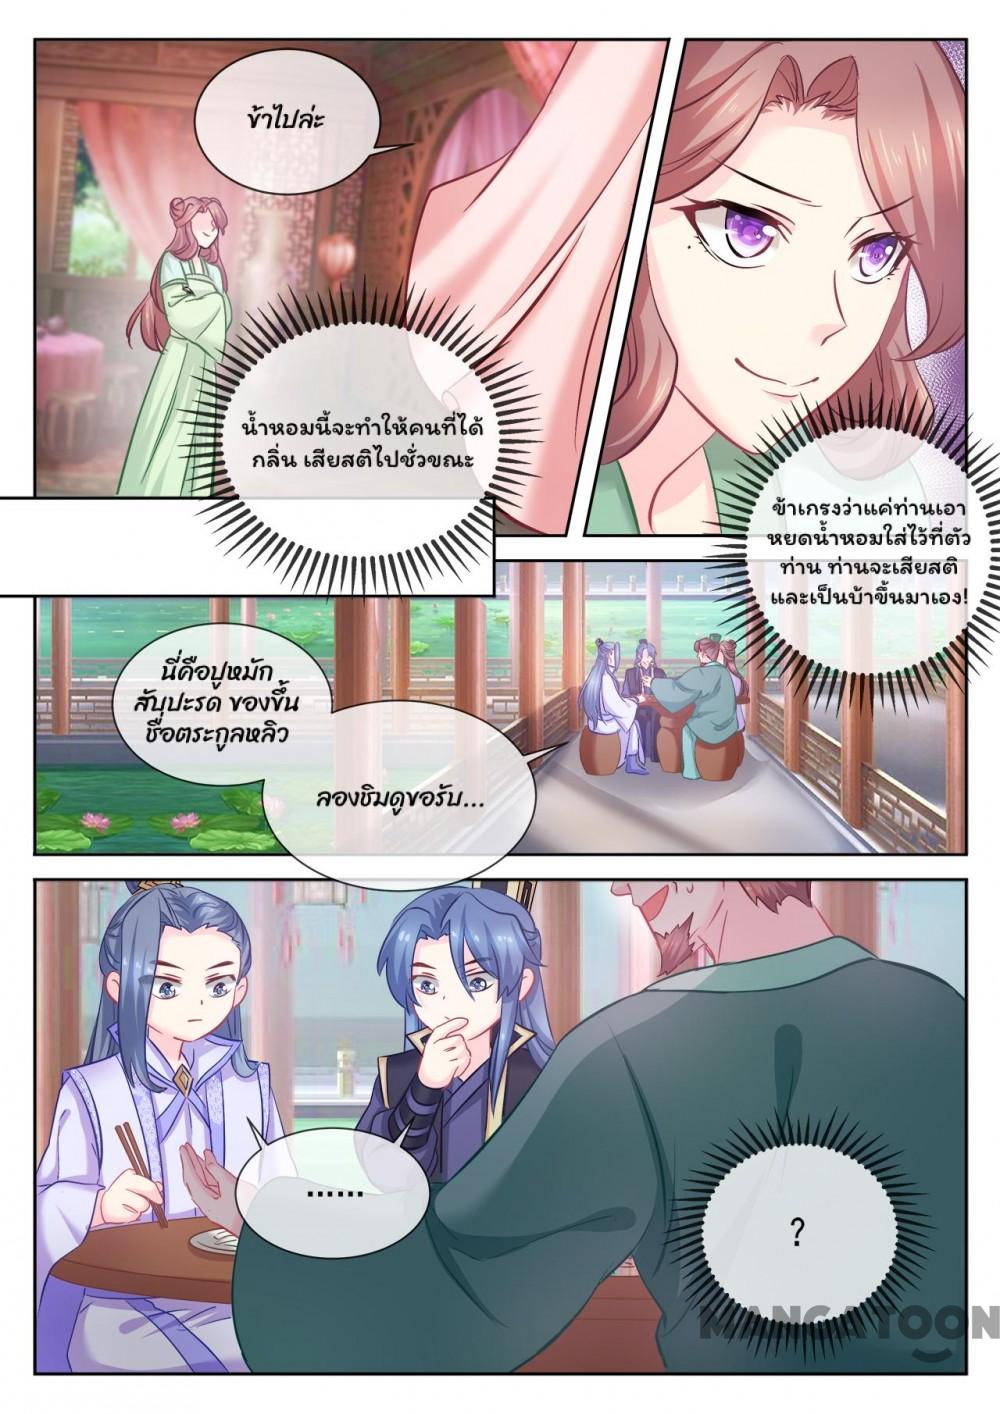 ข้าไปล่ะ
น้ำหอมนี้จะทำให้คนที่ได้
กลิ่น เสียสติไปชั่วขณะ
ข้าเกรงว่าแค่ท่านเอา
หยดน้ำหอมใส่ไว้ที่ตัว
ท่าน ท่านจะเสียสติ
และเป็นบ้าขึ้นมาเอง!
นี่คือปูหมัก
สับปะรด ของขึ้น
ชื่อตระกูลหลิว
ลองชิมดูขอรับ...
......
?
MANGATOON